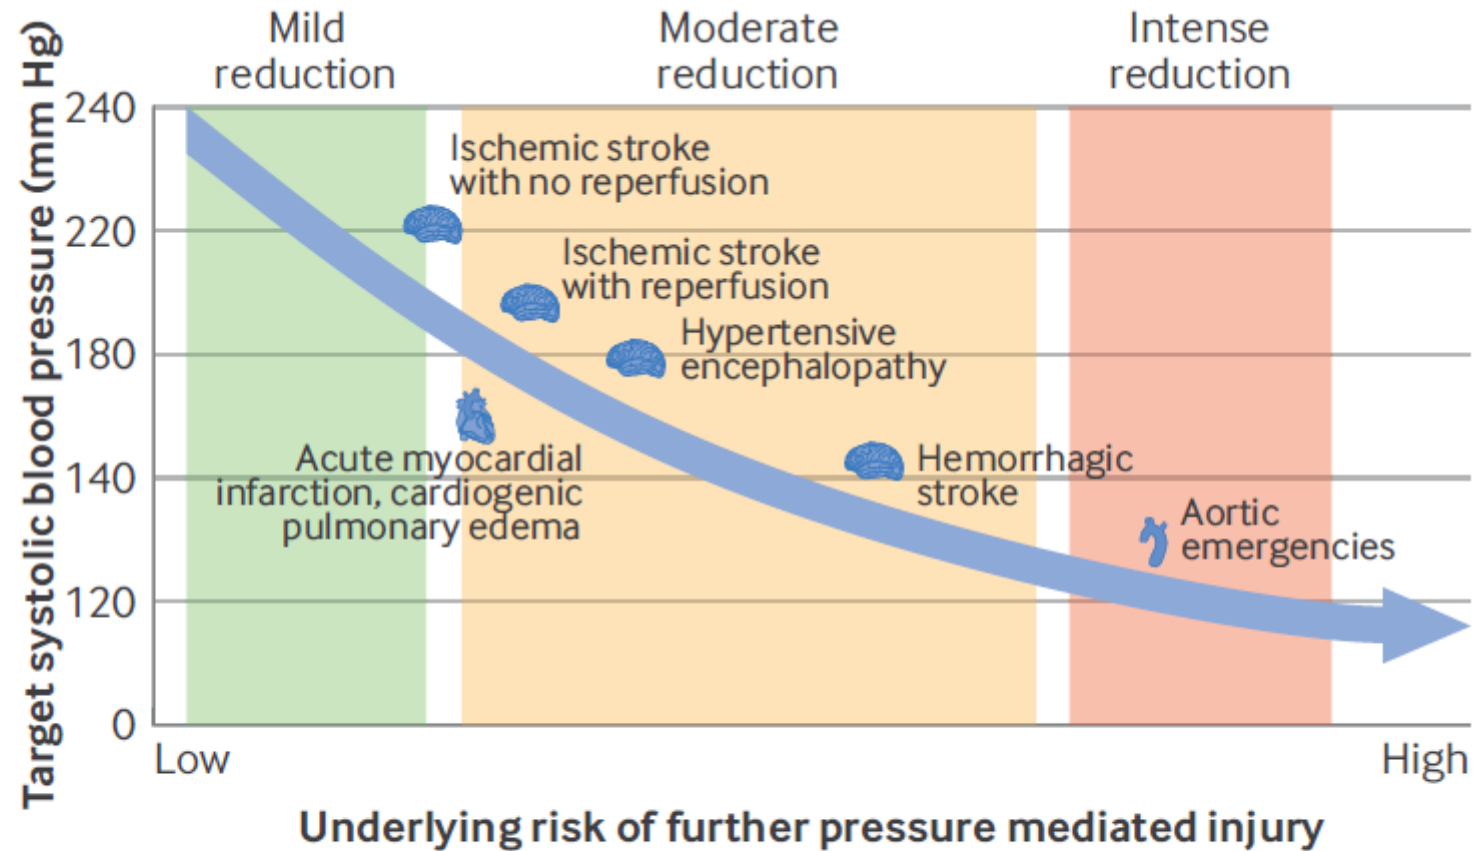 Mild
reduction
Moderate
reduction
Intense
reduction
Target systolic blood pressure (mm Hg)
240
220
180
140
120
0
Ischemic stroke
with no reperfusion
Ischemic stroke
with reperfusion
Hypertensive
encephalopathy
Acute myocardial
infarction, cardiogenic
pulmonary edema
Hemorrhagic
stroke
Aortic
emergencies
Low
High
Underlying risk of further pressure mediated injury